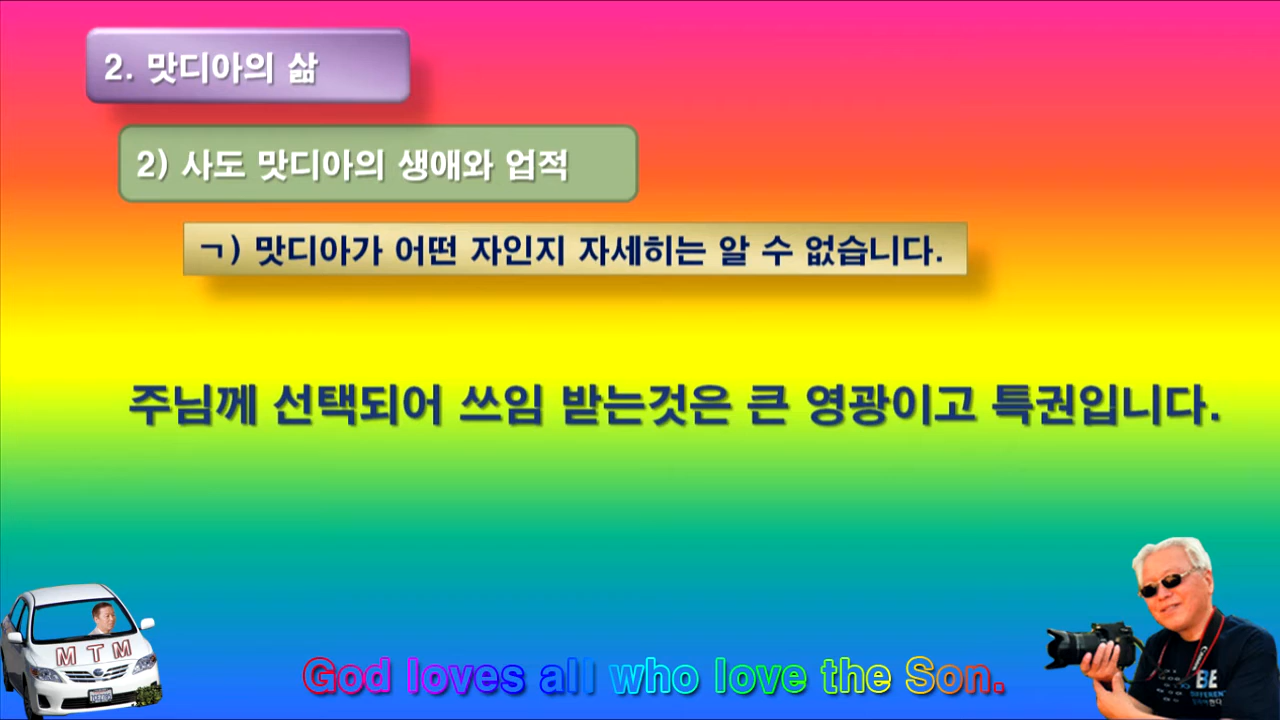 2. 맛디아의 삶
2) 사도 맛디아의 생애와 업적
ㄱ) 맛디아가 어떤 자인지 자세히는 알 수 없습니다.
주님께 선택되어 쓰임 받는것은 큰 영광이고 특권입니다.
MTM
BE
DIFFERENT
God loves all who love the Son.